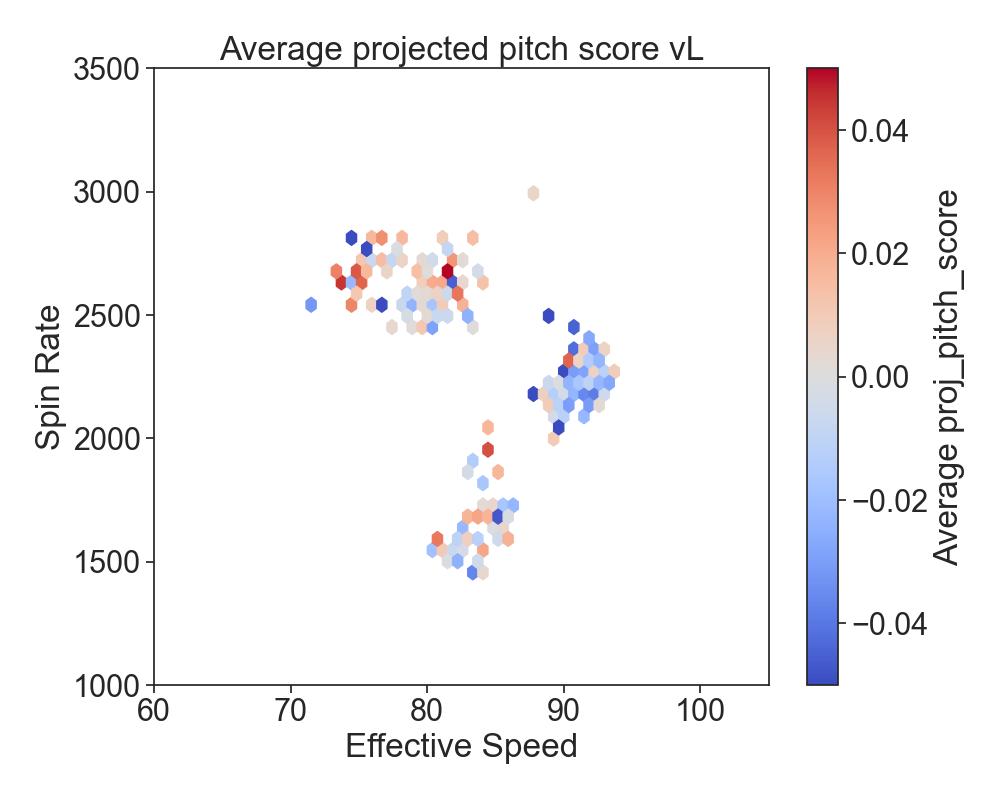 Average projected pitch score vL
3500
3000
2500
2000
1500
1000
Spin Rate
60 70 80 90 100
Effective Speed
0.04
0.02
0.00
−0.02
−0.04
Average proj_pitch_score